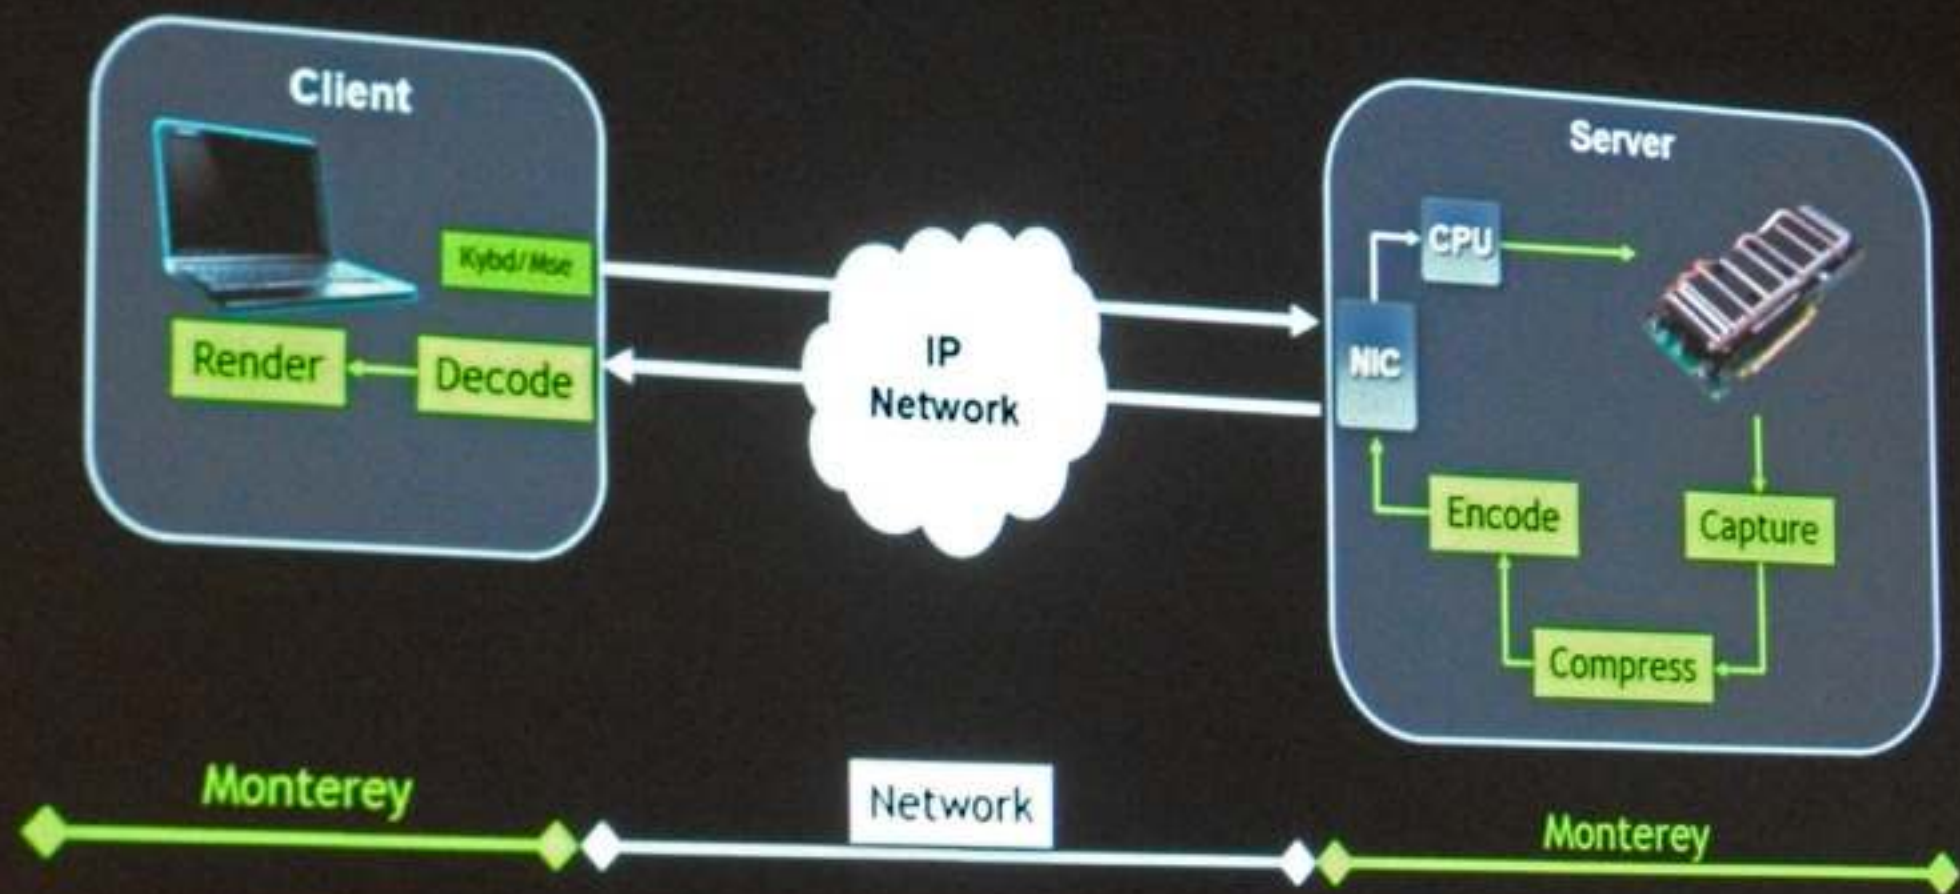 Client
Kybd/Mse
Render
Decode
IP
Network
Server
CPU
NIC
Encode
Capture
Compress
Monterey
Network
Monterey